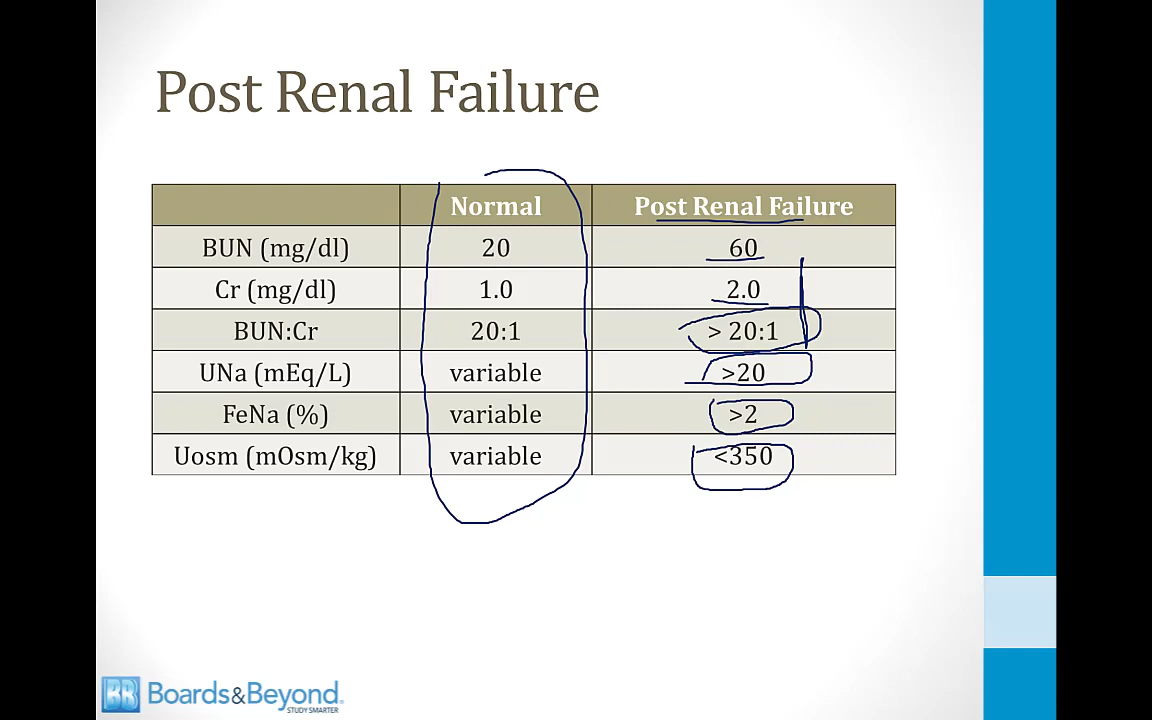 Post Renal Failure
Normal Post Renal Failure
BUN (mg/dl) 20 60
Cr (mg/dl) 1.0 2.0
BUN:Cr 20:1 > 20:1
UNa (mEq/L) variable >20
FeNa (%) variable >2
Uosm (mOsm/kg) variable <350
BB Boards&Beyond.
STUDY SMARTER